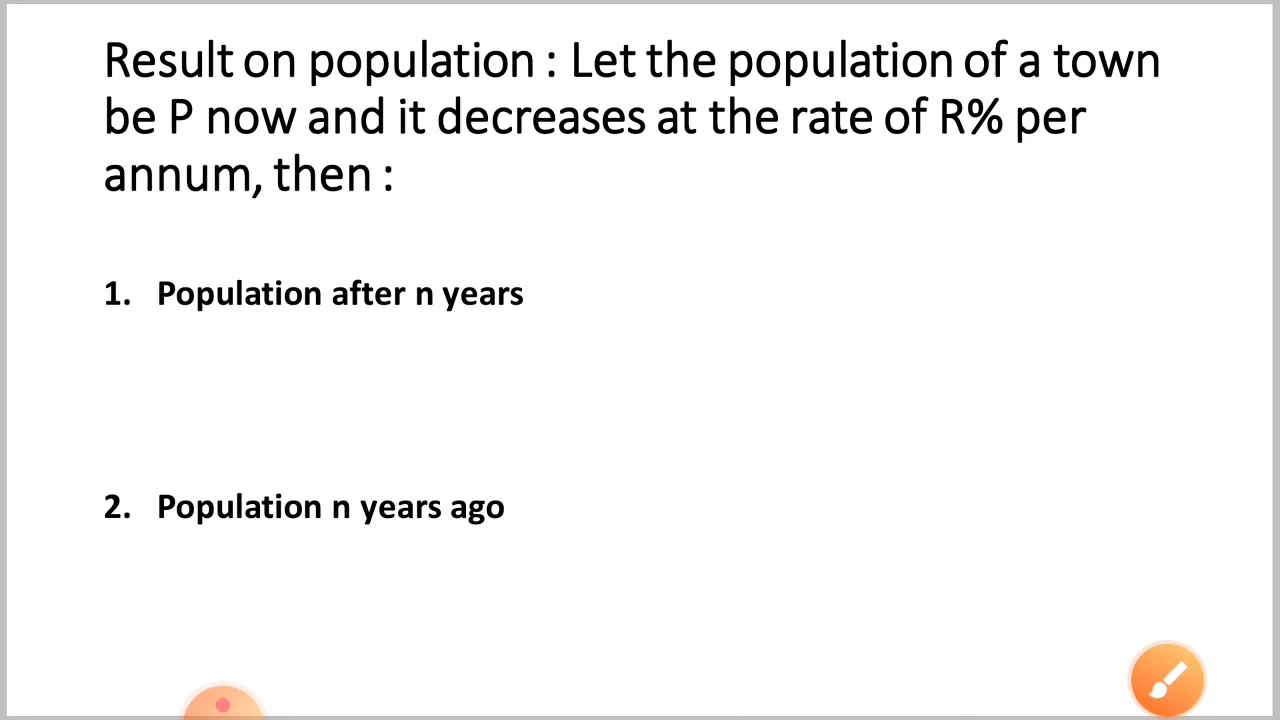 Result on population : Let the population of a town
be P now and it decreases at the rate of R% per
annum, then :
1. Population after n years
2. Population n years ago